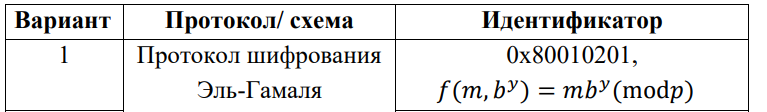 Вариант Протокол/ схема Идентификатор
1 Протокол шифрования 0x80010201,
Эль-Гамаля f(m, b^y) = mb^y(modp)